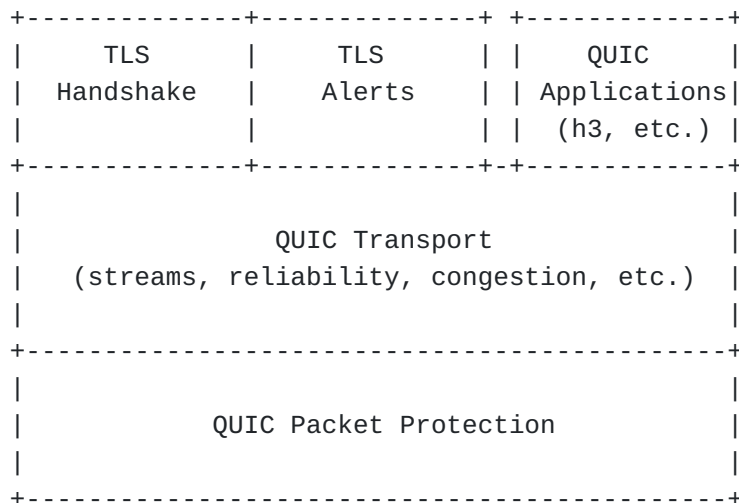 TLS TLS QUIC
Handshake Alerts Applications
(h3, etc.)
QUIC Transport
(streams, reliability, congestion, etc.)
QUIC Packet Protection